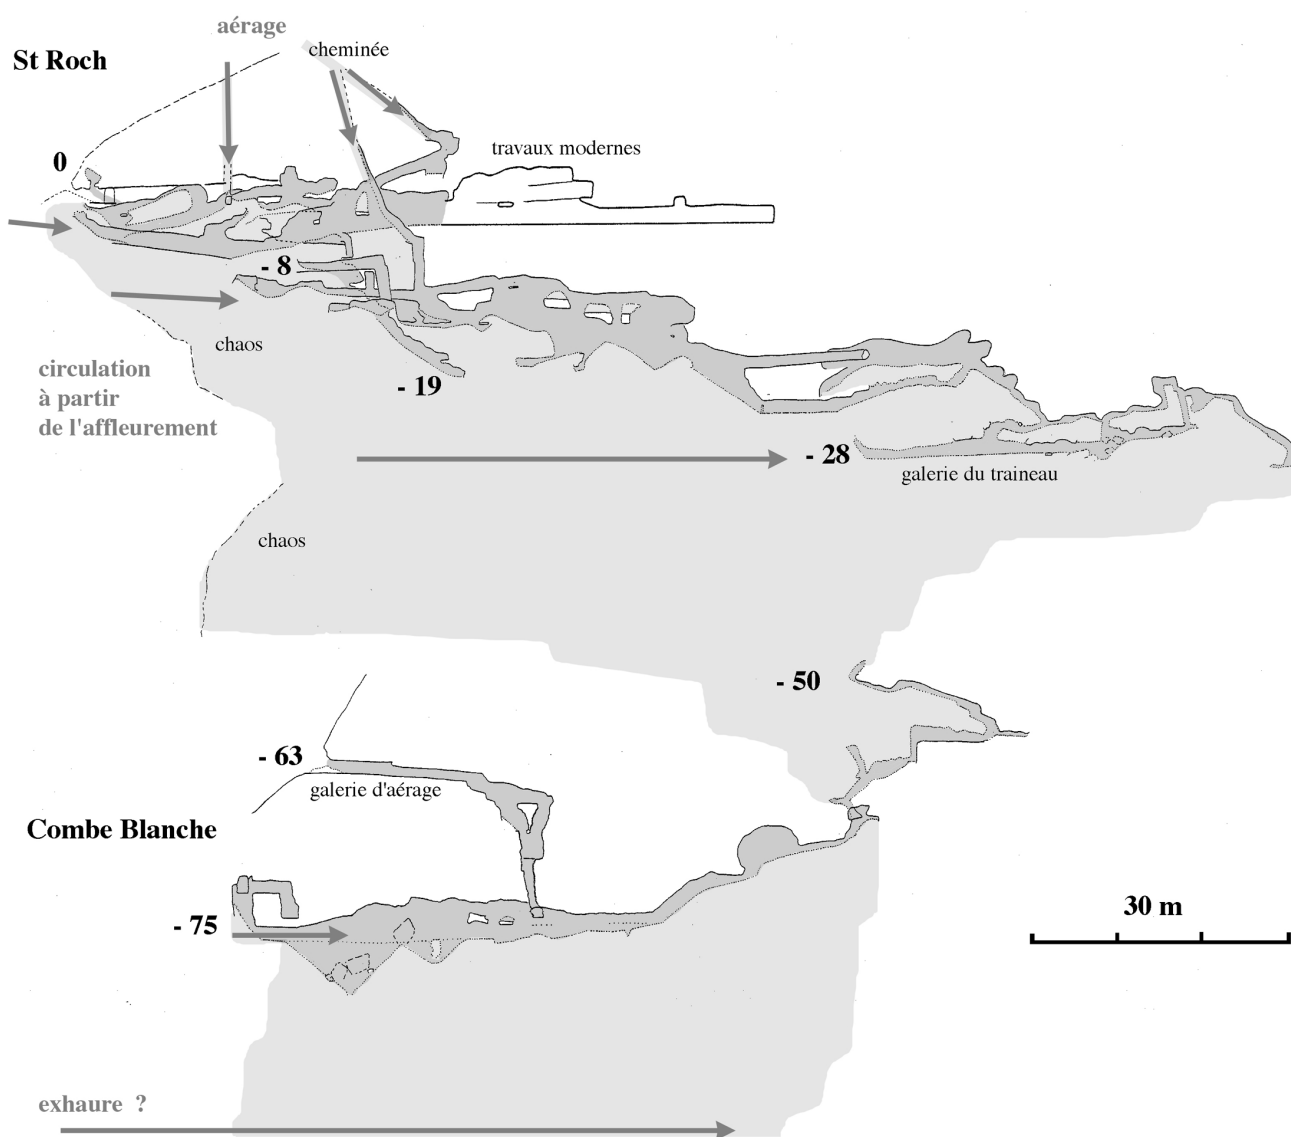 aérage
cheminée
St Roch
travaux modernes
0
- 8
chaos
circulation
à partir
de l'affleurement
- 19
- 28
galerie du traineau
chaos
- 50
- 63
galerie d'aérage
Combe Blanche
- 75
30 m
exhaure ?